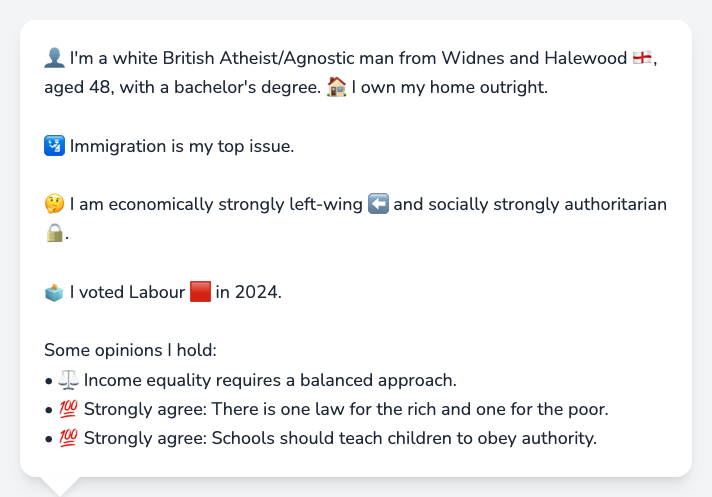 👤 I'm a white British Atheist/Agnostic man from Widnes and Halewood 🏴󠁧󠁢󠁥󠁮󠁧󠁿,
aged 48, with a bachelor's degree. 🏠 I own my home outright.
🛂 Immigration is my top issue.
🤔 I am economically strongly left-wing ⬅️ and socially strongly authoritarian
🔒.
🗳️ I voted Labour 🟥 in 2024.
Some opinions I hold:
• ⚖️ Income equality requires a balanced approach.
• 💯 Strongly agree: There is one law for the rich and one for the poor.
• 💯 Strongly agree: Schools should teach children to obey authority.